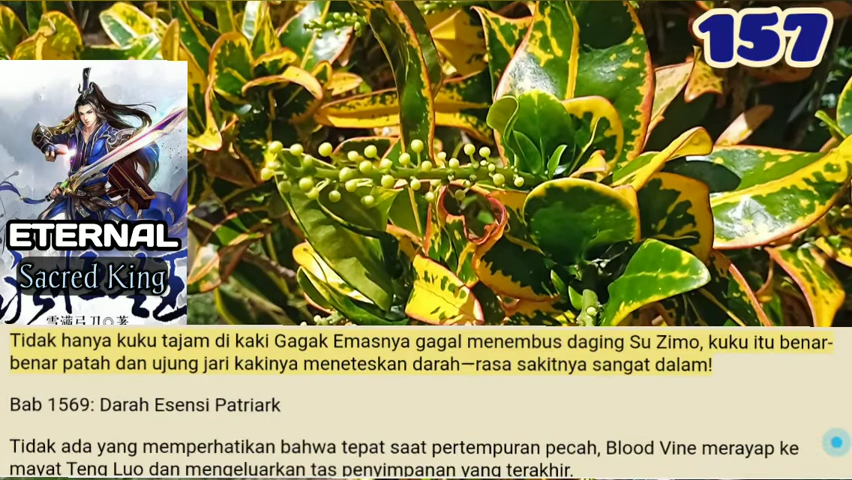 157
ETERNAL
Sacred King
Tidak hanya kuku tajam di kaki Gagak Emasnya gagal menembus daging Su Zimo, kuku itu benar-
benar patah dan ujung jari kakinya meneteskan darah—rasa sakitnya sangat dalam!
Bab 1569: Darah Esensi Patriark
Tidak ada yang memperhatikan bahwa tepat saat pertempuran pecah, Blood Vine merayap ke
mayat Teng Luo dan mengeluarkan tas penyimpanan yang terakhir.